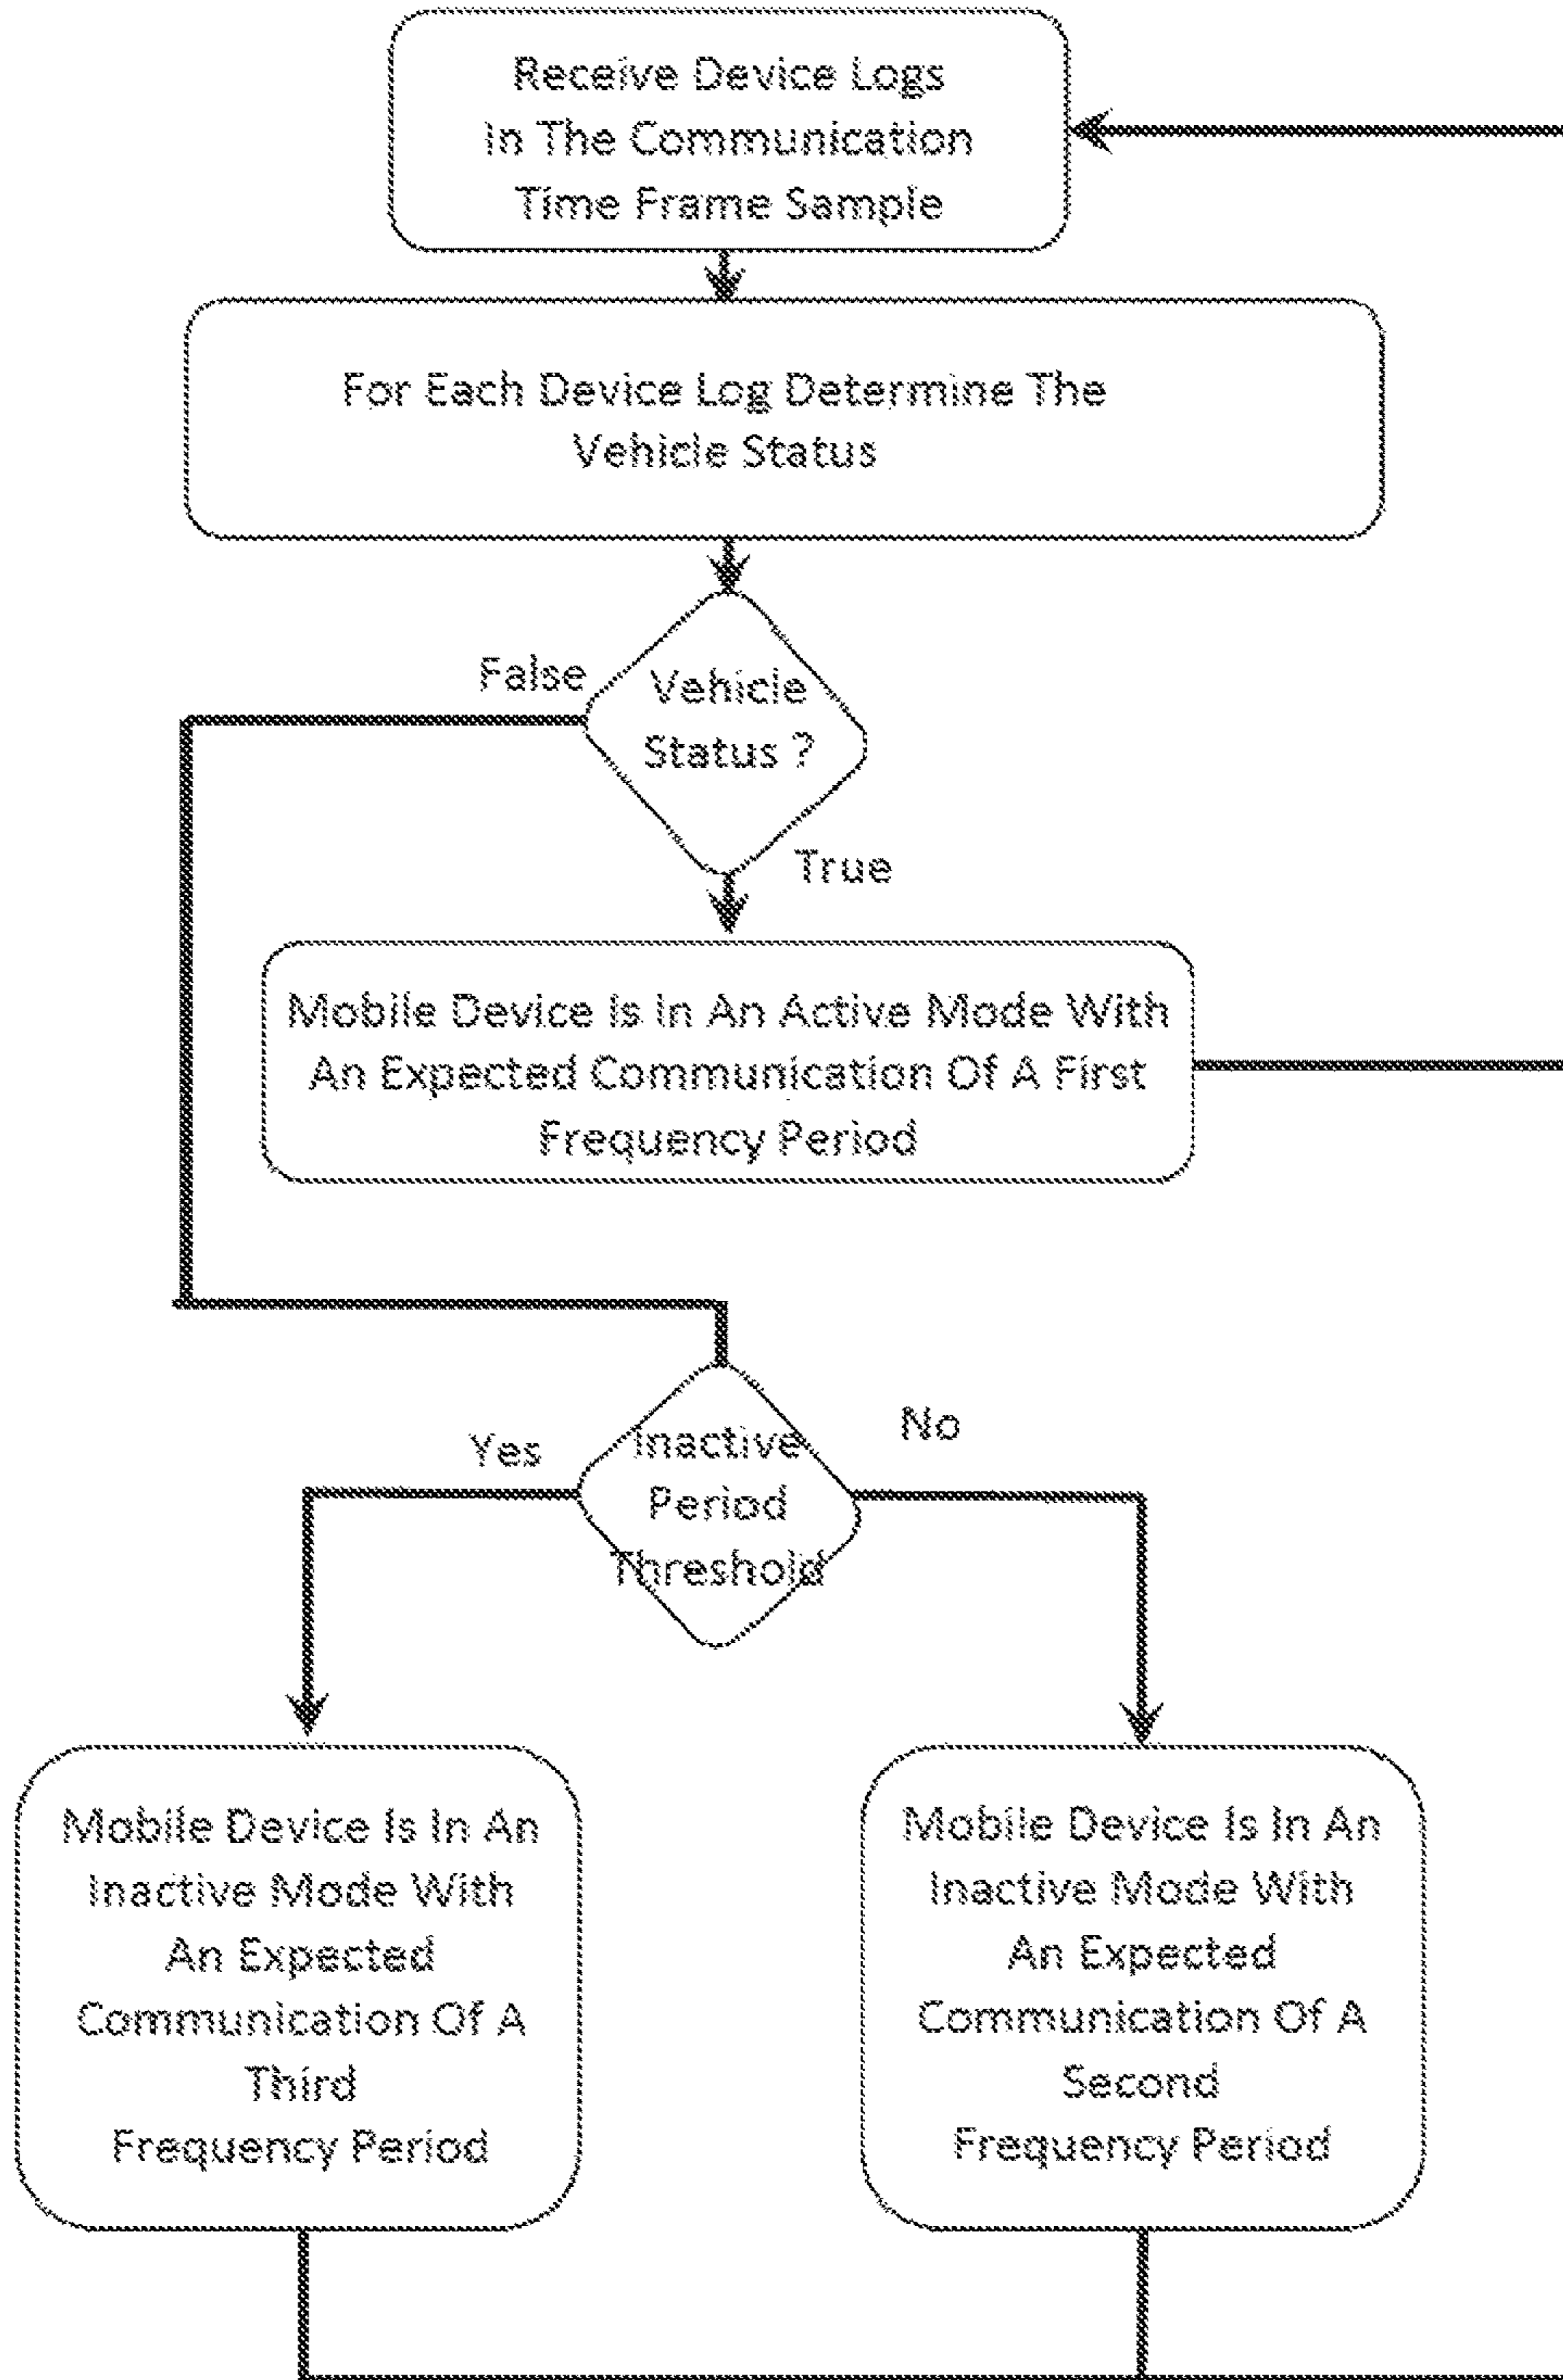 Receive Device Logs
In The Communication
Time Frame Sample
For Each Device Log Determine The
Vehicle Status
False
Vehicle
Status ?
True
Mobile Device Is In An Active Mode With
An Expected Communication Of A First
Frequency Period
Yes
No
Inactive
Period
Threshold
Mobile Device Is In An
Inactive Mode With
An Expected
Communication Of A
Third
Frequency Period
Mobile Device Is In An
Inactive Mode With
An Expected
Communication Of A
Second
Frequency Period